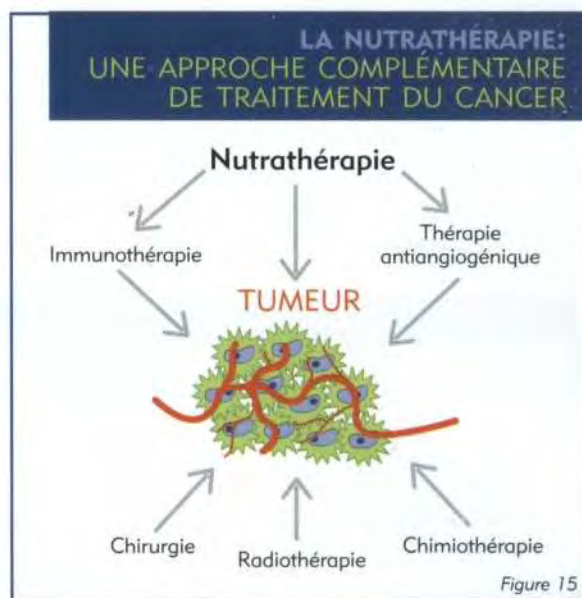 LA NUTRATHÉRAPIE:
UNE APPROCHE COMPLÉMENTAIRE
DE TRAITEMENT DU CANCER
Nutrathérapie
Immunothérapie
Thérapie
antiangiogénique
TUMEUR
Chirurgie
Radiothérapie
Chimiothérapie
Figure 15